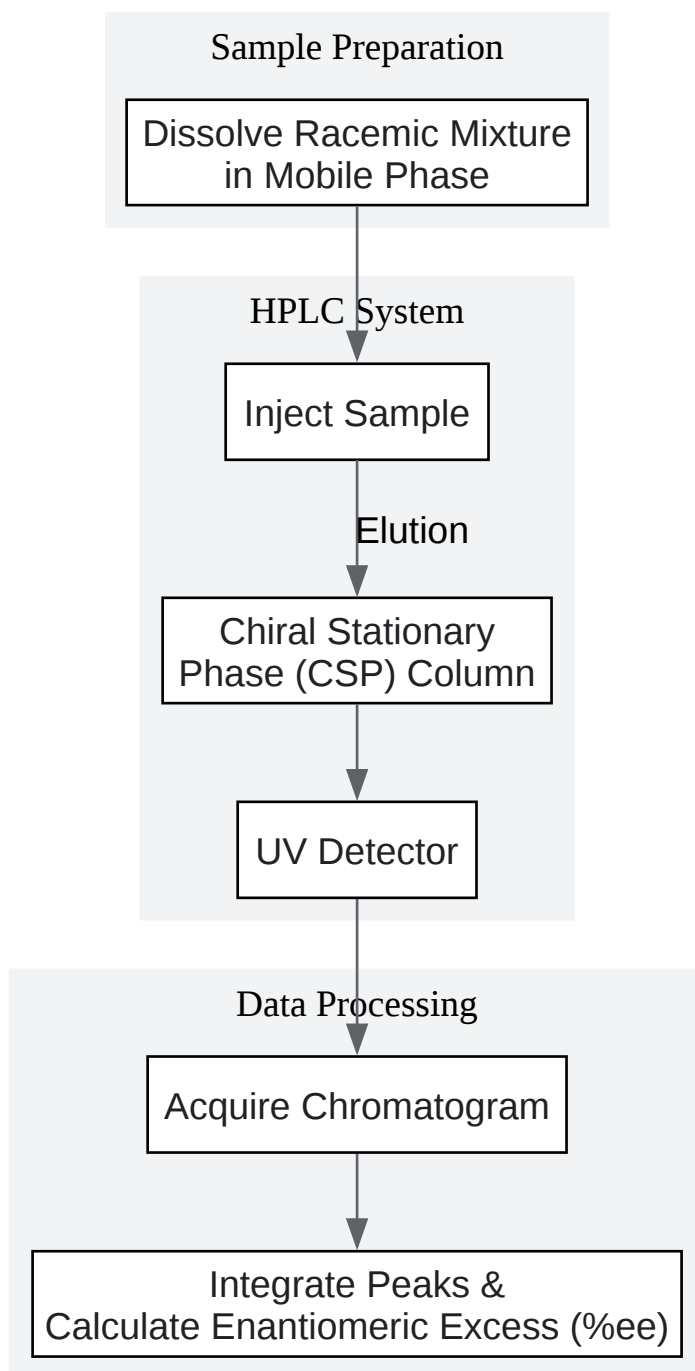 Sample Preparation
Dissolve Racemic Mixture
in Mobile Phase
HPLC System
Inject Sample
Elution
Chiral Stationary
Phase (CSP) Column
UV Detector
Data Processing
Acquire Chromatogram
Integrate Peaks &
Calculate Enantiomeric Excess (%ee)